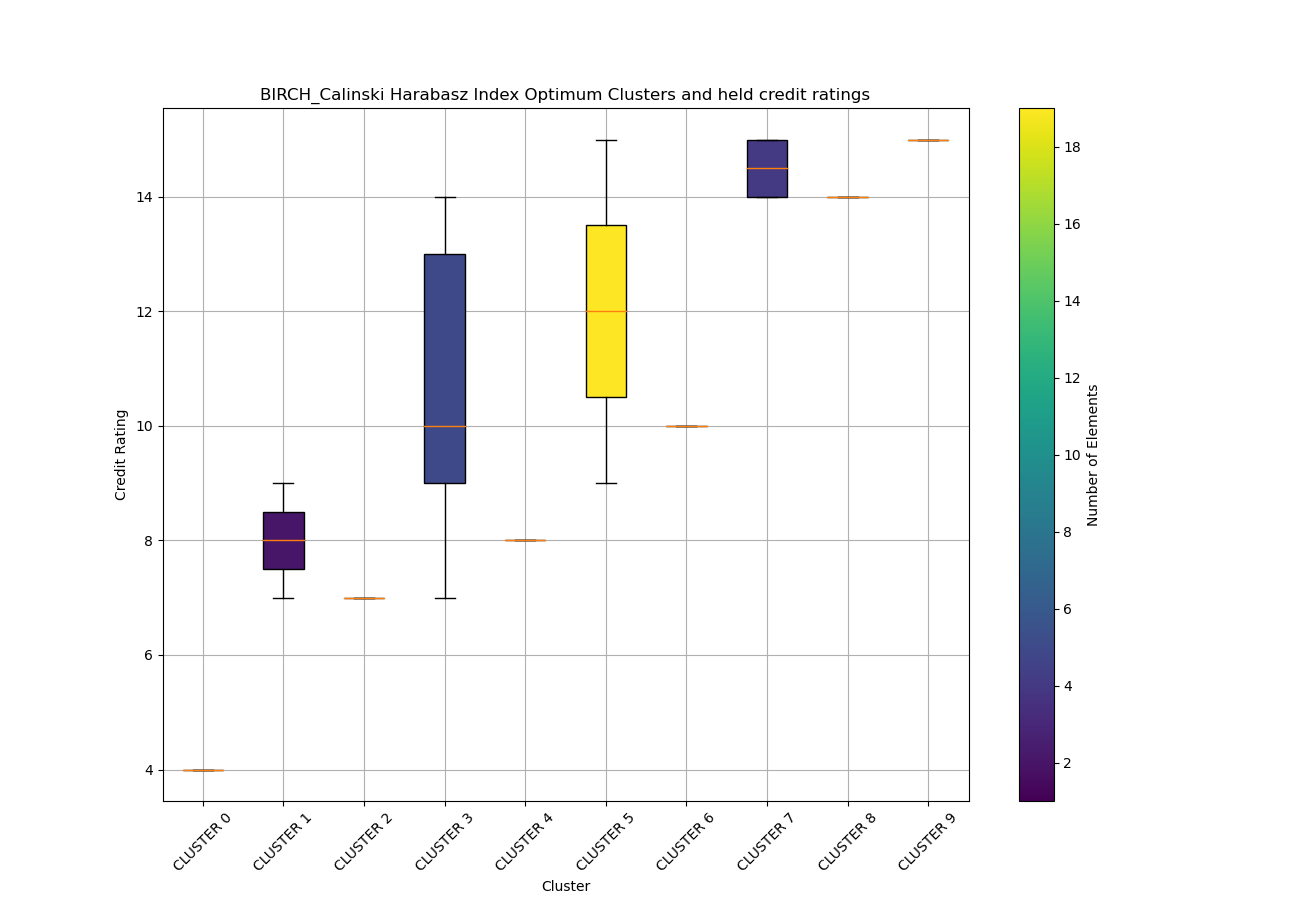 BIRCH_Calinski Harabasz Index Optimum Clusters and held credit ratings
Credit Rating
14
12
10
8
6
4
CLUSTER 0
CLUSTER 1
CLUSTER 2
CLUSTER 3
CLUSTER 4
CLUSTER 5
CLUSTER 6
CLUSTER 7
CLUSTER 8
CLUSTER 9
Cluster
18
16
14
12
10
8
6
4
2
Number of Elements